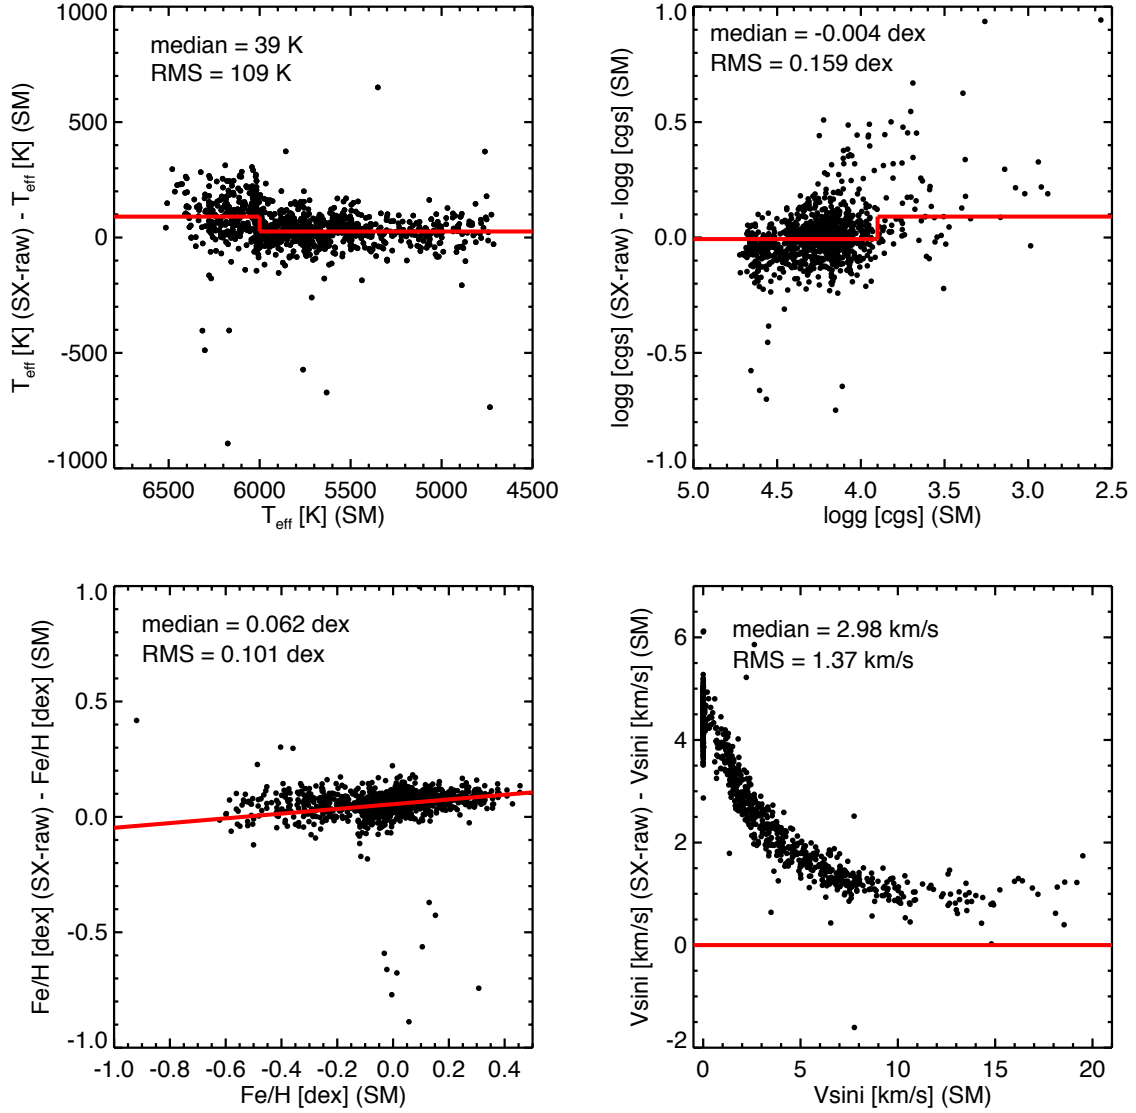 median = 39 K
RMS = 109 K
1000
500
0
-500
-1000
T_eff [K] (SX-raw) - T_eff [K] (SM)
6500 6000 5500 5000 4500
T_eff [K] (SM)
median = -0.004 dex
RMS = 0.159 dex
1.0
0.5
0.0
-0.5
-1.0
logg [cgs] (SX-raw) - logg [cgs] (SM)
5.0 4.5 4.0 3.5 3.0 2.5
logg [cgs] (SM)
median = 0.062 dex
RMS = 0.101 dex
1.0
0.5
0.0
-0.5
-1.0
Fe/H [dex] (SX-raw) - Fe/H [dex] (SM)
-1.0 -0.8 -0.6 -0.4 -0.2 0.0 0.2 0.4
Fe/H [dex] (SM)
median = 2.98 km/s
RMS = 1.37 km/s
6
4
2
0
-2
Vsini [km/s] (SX-raw) - Vsini [km/s] (SM)
0 5 10 15 20
Vsini [km/s] (SM)